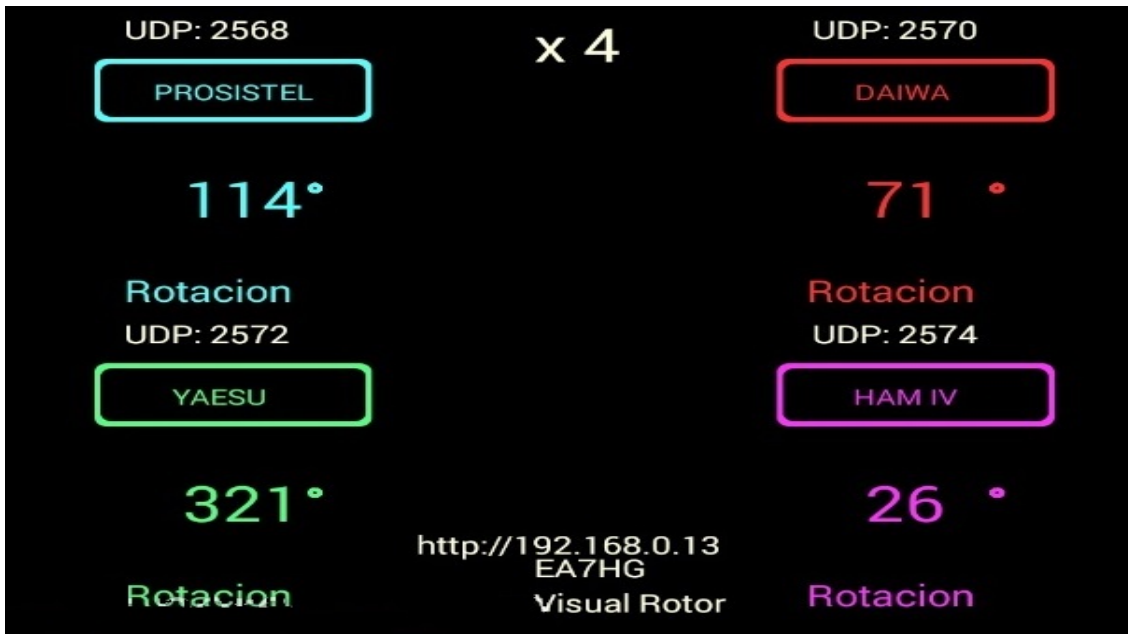 UDP: 2568
x 4
UDP: 2570
PROSISTEL
DAIWA
114°
71 °
Rotacion
Rotacion
UDP: 2572
UDP: 2574
YAESU
HAM IV
321°
26 °
http://192.168.0.13
EA7HG
Rotacion
Visual Rotor
Rotacion